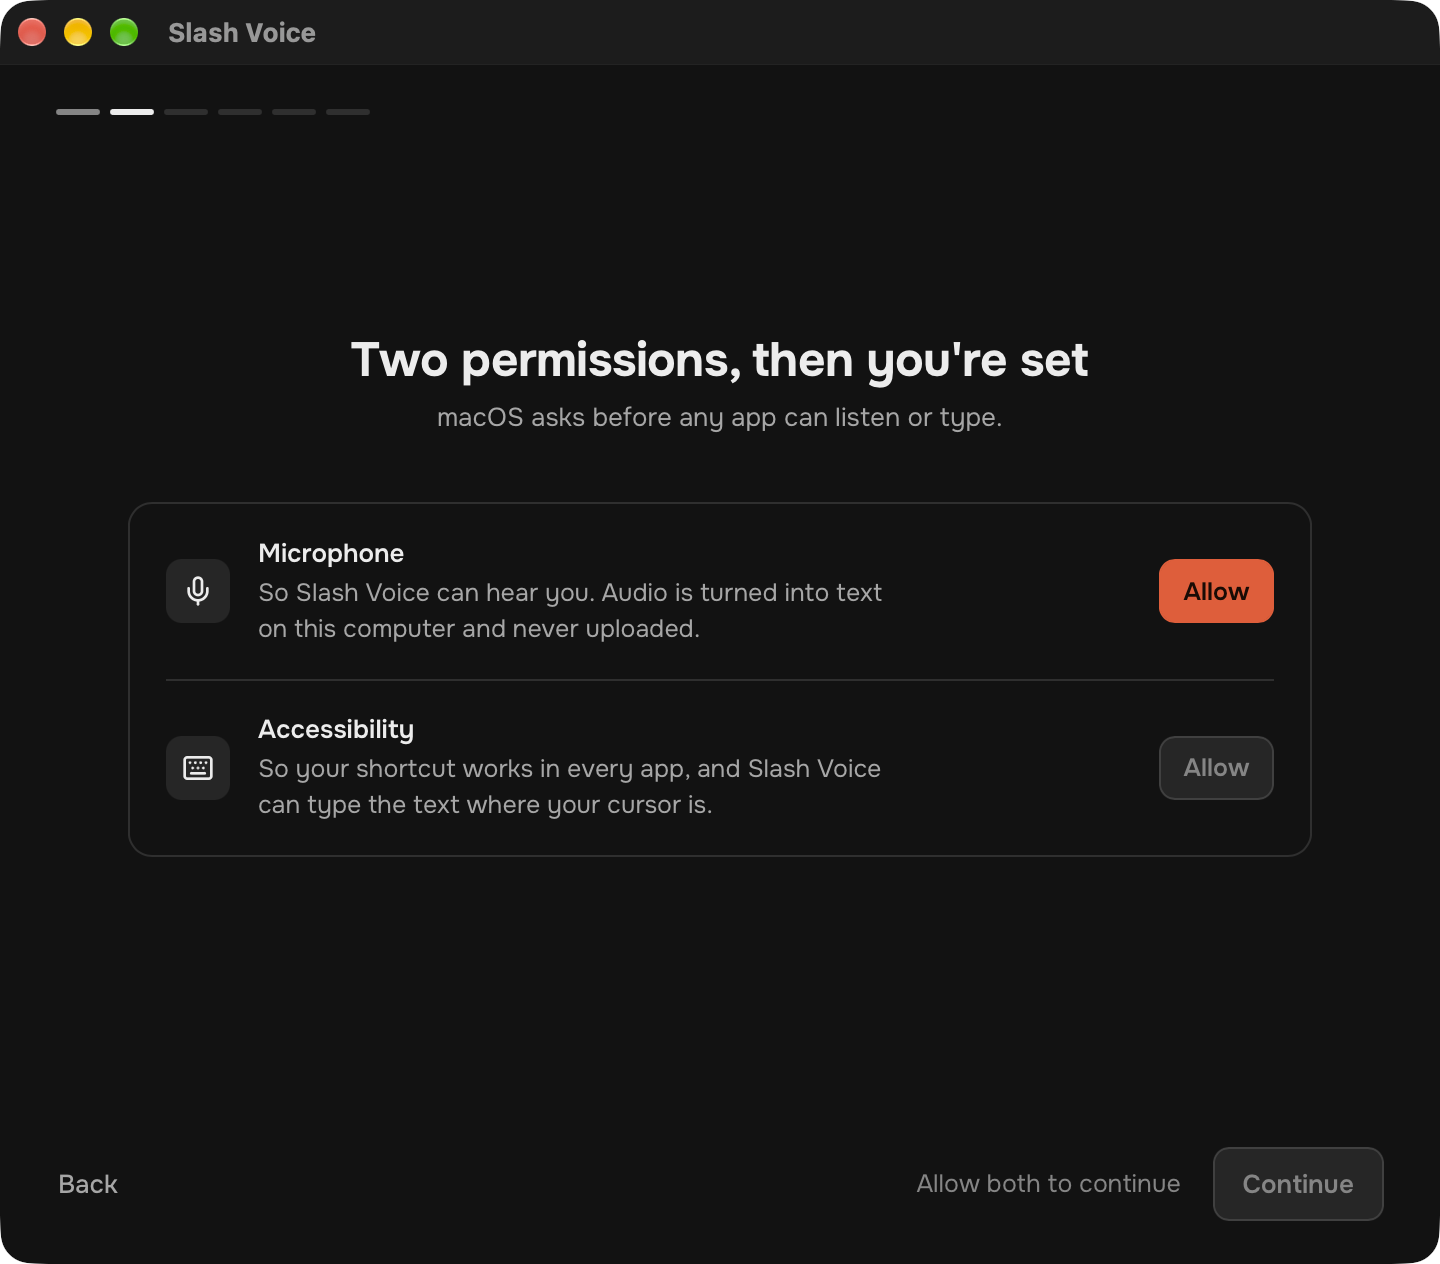 Slash Voice
Two permissions, then you're set
macOS asks before any app can listen or type.
Microphone
So Slash Voice can hear you. Audio is turned into text
on this computer and never uploaded.
Allow
Accessibility
So your shortcut works in every app, and Slash Voice
can type the text where your cursor is.
Allow
Back
Allow both to continue
Continue